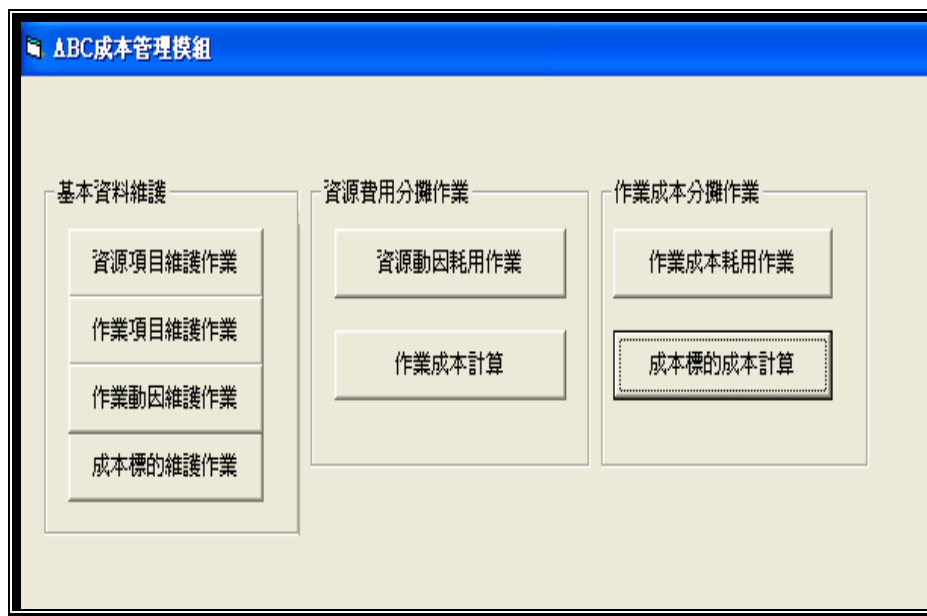 ABC成本管理模組
基本資料維護
資源項目維護作業
作業項目維護作業
作業動因維護作業
成本標的維護作業
資源費用分攤作業
資源動因耗用作業
作業成本計算
作業成本分攤作業
作業成本耗用作業
成本標的成本計算